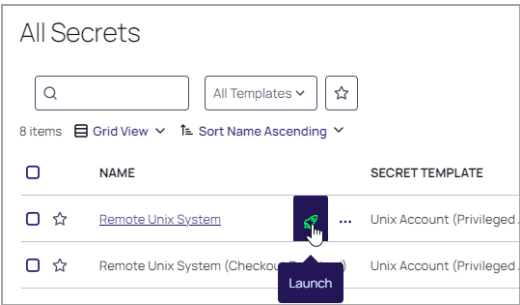 All Secrets
All Templates
8 items Grid View Sort Name Ascending
NAME SECRET TEMPLATE
Remote Unix System ... Unix Account (Privileged
Remote Unix System (Checkou Unix Account (Privileged
Launch